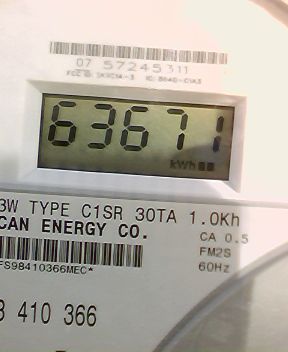 07 57245311
63671
kWh
3W TYPE C1SR 30TA 1.0Kh
CAN ENERGY CO.
CA 0.5
FM2S
60Hz
FS98410366MEC*
410 366